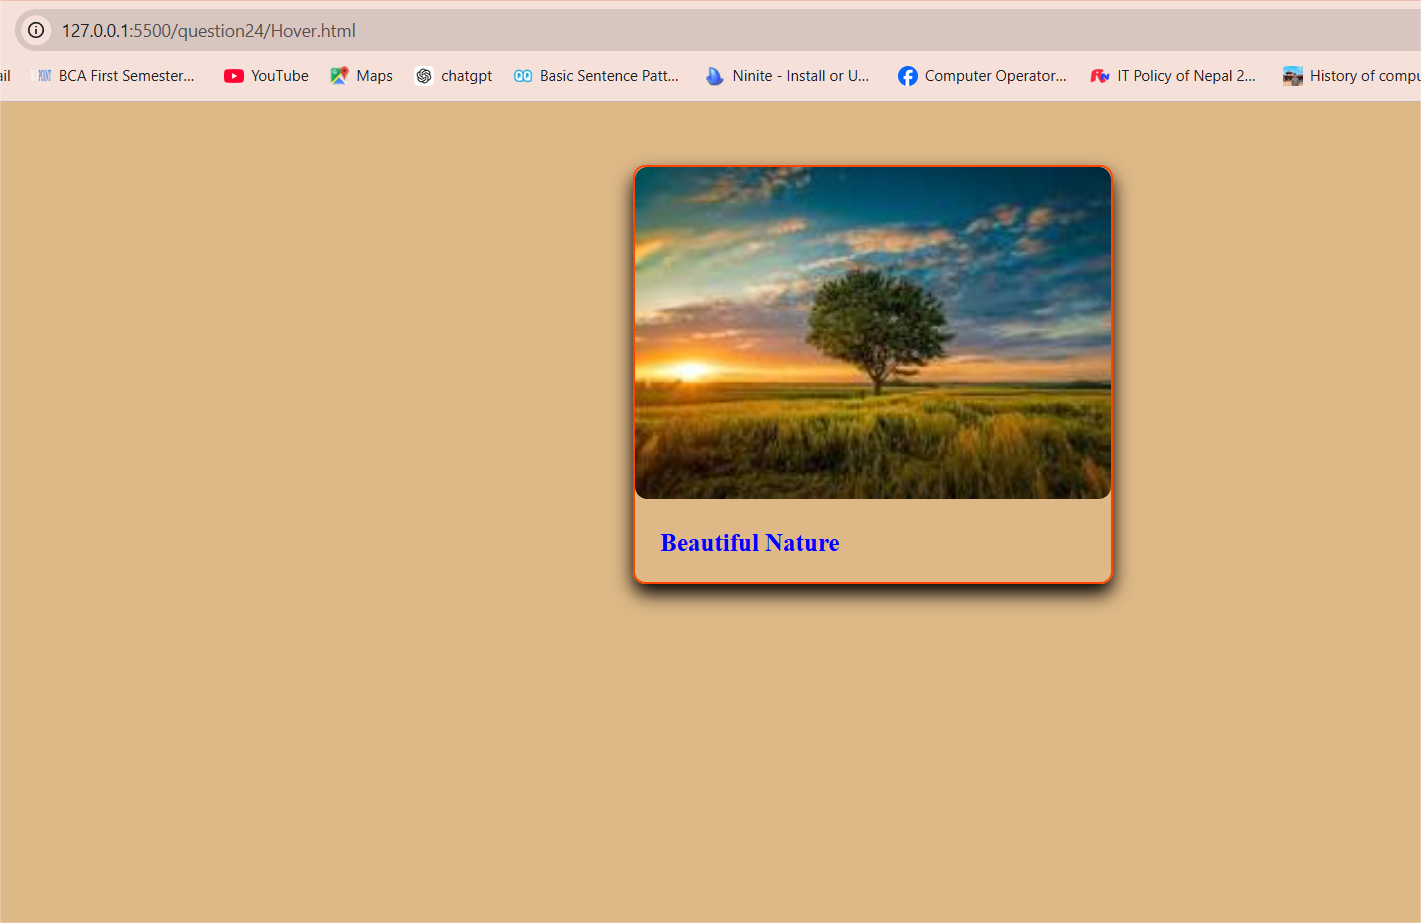 127.0.0.1:5500/question24/Hover.html
ail BCA First Semester... YouTube Maps chatgpt Basic Sentence Patt... Ninite - Install or U... Computer Operator... IT Policy of Nepal 2... History of compu
Beautiful Nature